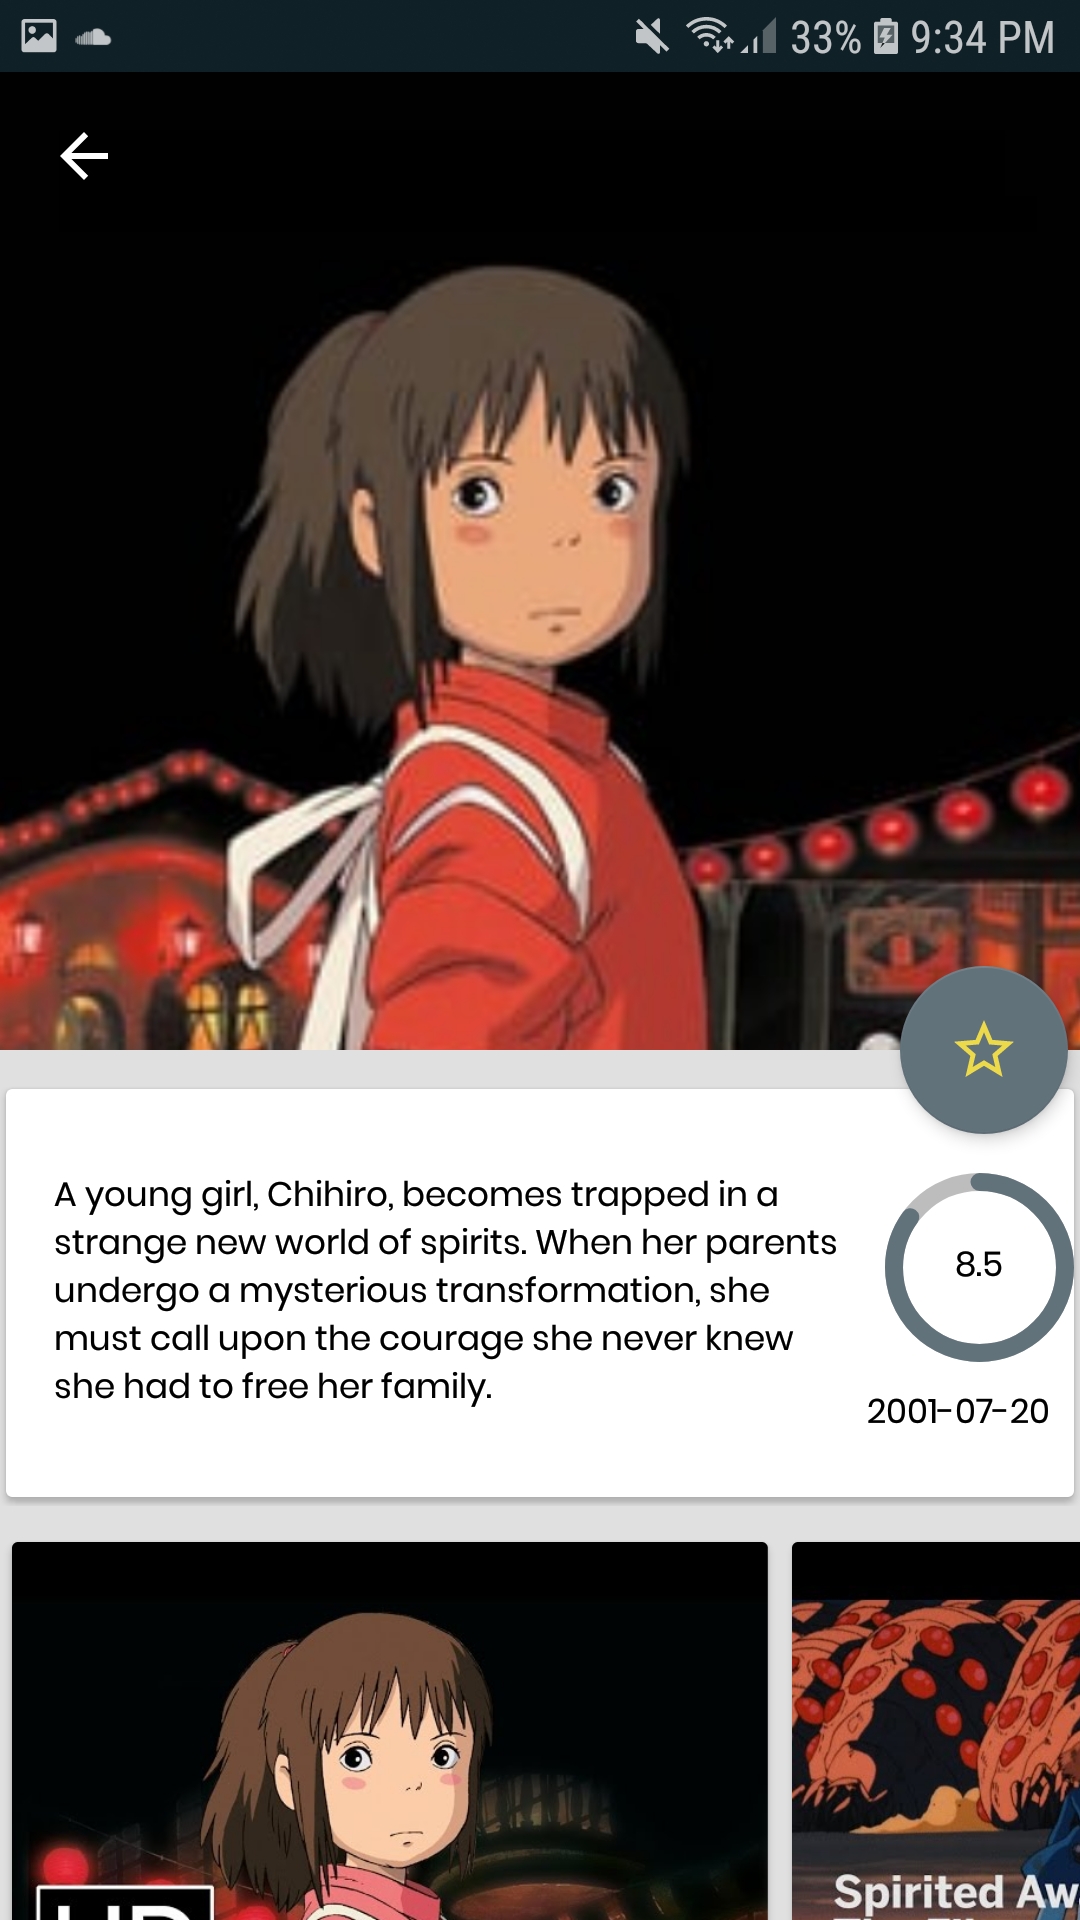 33% 9:34 PM
A young girl, Chihiro, becomes trapped in a
strange new world of spirits. When her parents
undergo a mysterious transformation, she
must call upon the courage she never knew
she had to free her family.
8.5
2001-07-20
HD
Spirited Aw